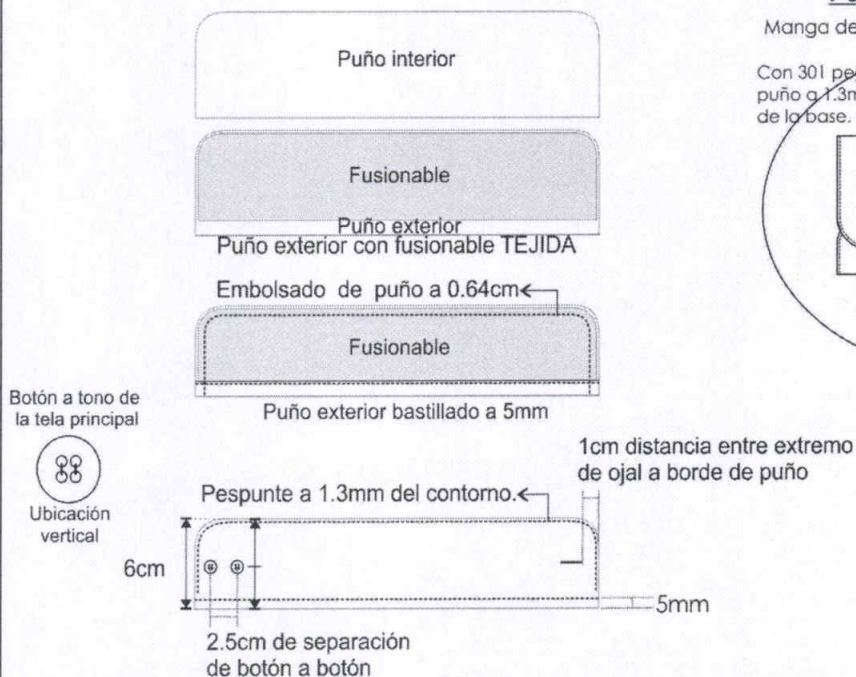 Puño interior
Manga de
Con 301
puño a 1.3m
de la base.
Fusionable
Puño exterior
Puño exterior con fusionable TEJIDA
Embolsado de puño a 0.64cm
Fusionable
Puño exterior bastillado a 5mm
Botón a tono de
la tela principal
Ubicación
vertical
1cm distancia entre extremo
de ojal a borde de puño
Pespunte a 1.3mm del contorno.
6cm
5mm
2.5cm de separación
de botón a botón